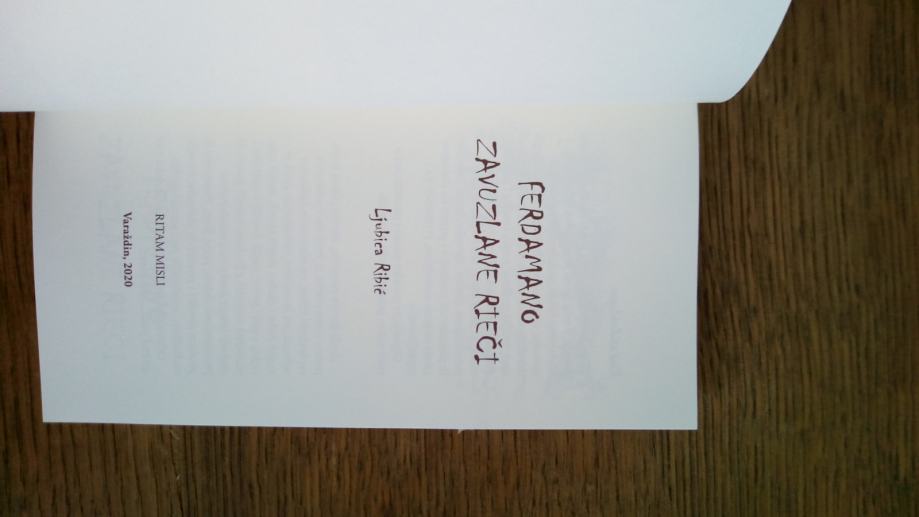 FERDAMANO
ZAVUZLANE RIEČI
Ljubica Ribić
RITAM MISLI
Varaždin, 2020